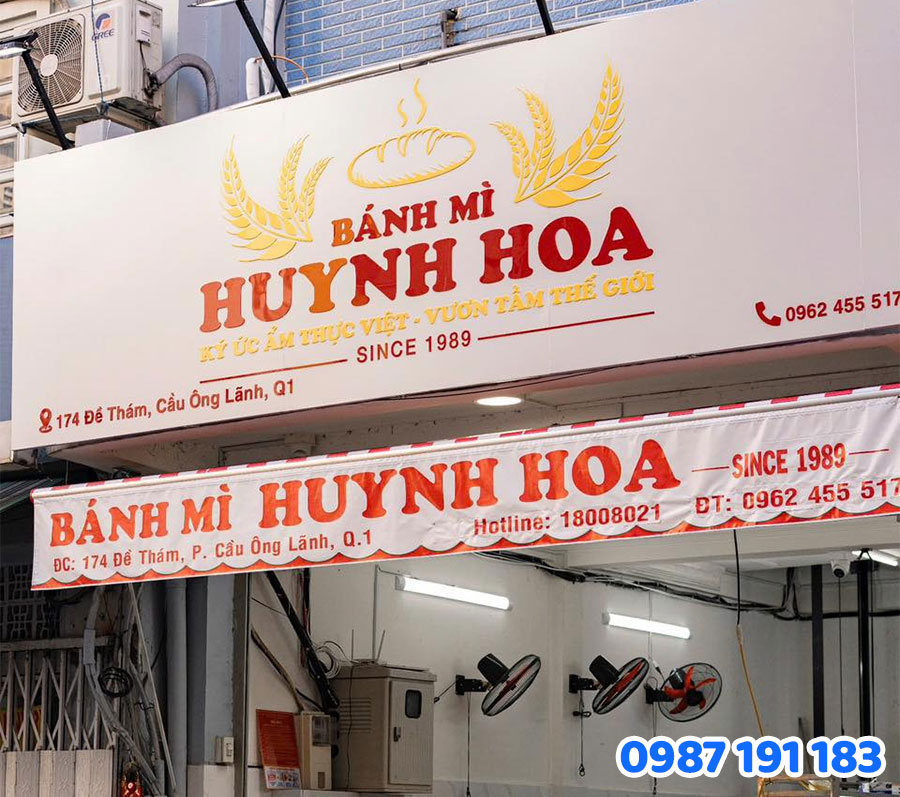 GREE
BÁNH MÌ
HUYNH HOA
KÝ ỨC ẨM THỰC VIỆT - VƯƠN TẦM THẾ GIỚI
SINCE 1989
0962 455 517
174 Đề Thám, Cầu Ông Lãnh, Q1
BÁNH MÌ HUYNH HOA SINCE 1989
ĐC: 174 Đề Thám, P. Cầu Ông Lãnh, Q.1 Hotline: 18008021 ĐT: 0962 455 517
0987 191 183